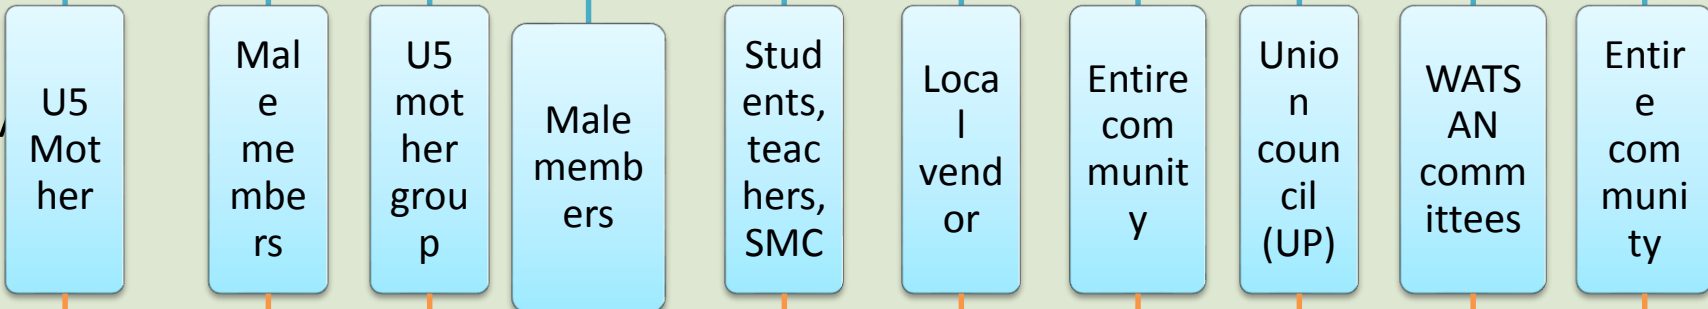 U5
Mot
her
Mal
e
me
mbe
rs
U5
mot
her
grou
p
Male
memb
ers
Stud
ents,
teac
hers,
SMC
Loca
l
vend
or
Entire
com
munit
y
Unio
n
coun
cil
(UP)
WATS
AN
comm
ittees
Entir
e
com
muni
ty